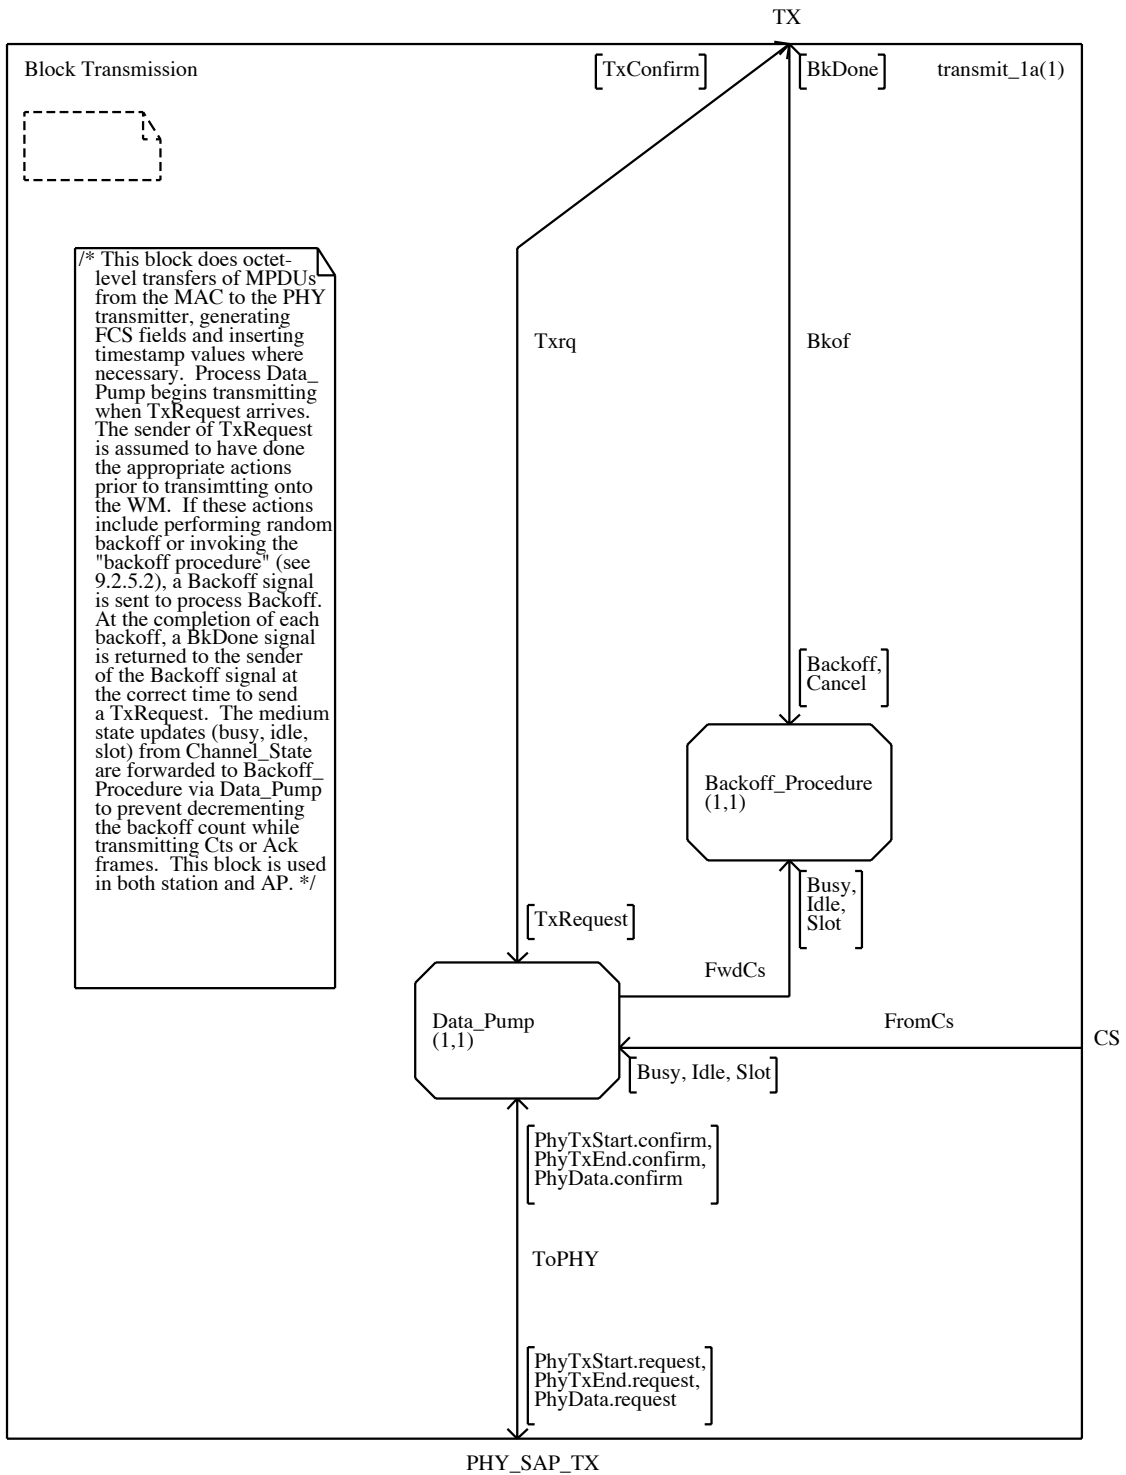 TX
Block Transmission
[TxConfirm]
[BkDone]
transmit_1a(1)
/* This block does octet-
level transfers of MPDUs
from the MAC to the PHY
transmitter, generating
FCS fields and inserting
timestamp values where
necessary.  Process Data_
Pump begins transmitting
when TxRequest arrives.
The sender of TxRequest
is assumed to have done
the appropriate actions
prior to transimtting onto
the WM.  If these actions
include performing random
backoff or invoking the
"backoff procedure" (see
9.2.5.2), a Backoff signal
is sent to process Backoff.
At the completion of each
backoff, a BkDone signal
is returned to the sender
of the Backoff signal at
the correct time to send
a TxRequest.  The medium
state updates (busy, idle,
slot) from Channel_State
are forwarded to Backoff_
Procedure via Data_Pump
to prevent decrementing
the backoff count while
transmitting Cts or Ack
frames.  This block is used
in both station and AP. */
Txrq
Bkof
Backoff,
Cancel
Backoff_Procedure
(1,1)
Busy,
Idle,
Slot
[TxRequest]
FwdCs
Data_Pump
(1,1)
FromCs
CS
[Busy, Idle, Slot]
PhyTxStart.confirm,
PhyTxEnd.confirm,
PhyData.confirm
ToPHY
PhyTxStart.request,
PhyTxEnd.request,
PhyData.request
PHY_SAP_TX